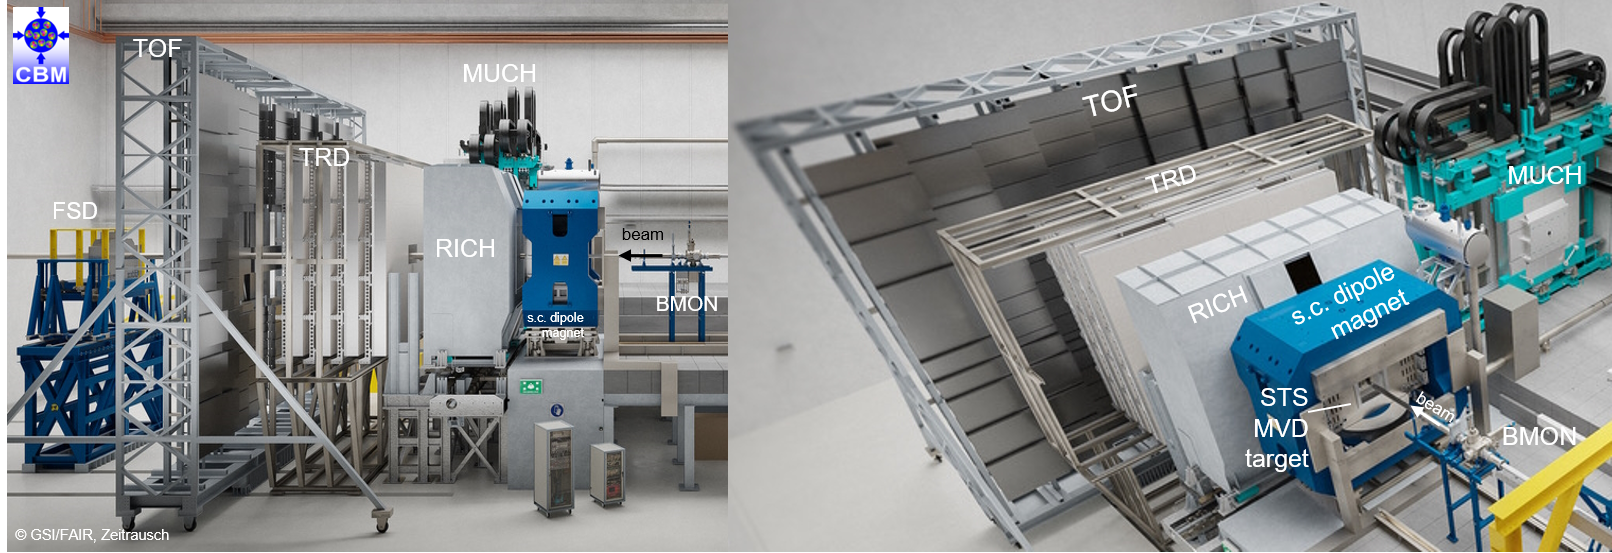 CBM
TOF
MUCH
TRD
FSD
RICH
beam
BMON
s.c. dipole
magnet
© GSI/FAIR, Zeitrausch
TOF
TRD
MUCH
RICH
s.c. dipole
magnet
STS
MVD
target
beam
BMON